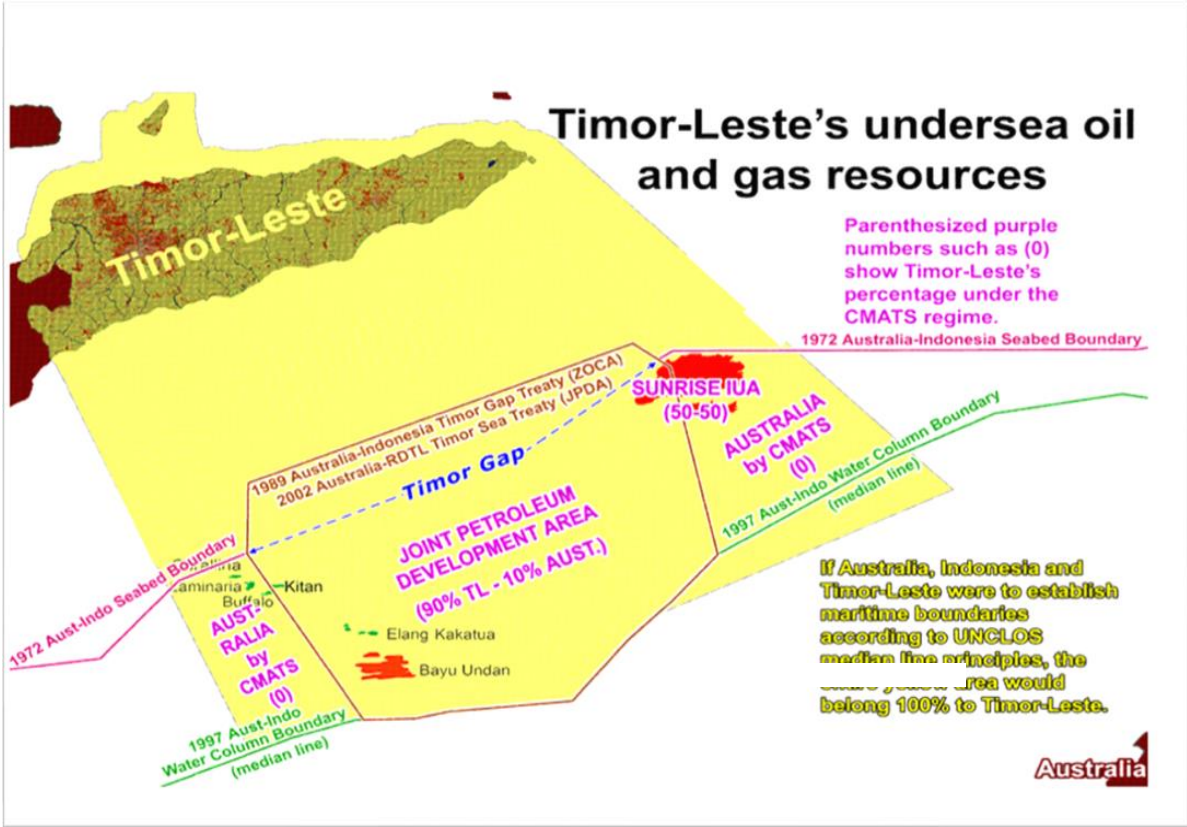 Timor-Leste's undersea oil
and gas resources
Parenthesized purple
numbers such as (0)
show Timor-Leste's
percentage under the
CMATS regime.
1972 Australia-Indonesia Seabed Boundary
Timor-Leste
1989 Australia-Indonesia Timor Gap Treaty (ZOCA)
2002 Australia-RDTL Timor Sea Treaty (JPDA)
Timor Gap
SUNRISE IUA
(50-50)
AUSTRALIA
by CMATS
(0)
1997 Aust-Indo Water Column Boundary
(median line)
JOINT PETROLEUM
DEVELOPMENT AREA
(90% TL - 10% AUST.)
1972 Aust-Indo Seabed Boundary
Kitan
Buffalo
AUST-
RALIA
by
CMATS
(0)
Elang Kakatua
Bayu Undan
1997 Aust-Indo
Water Column Boundary
(median line)
If Australia, Indonesia and
Timor-Leste were to establish
maritime boundaries
according to UNCLOS
median line principles, the
would
belong 100% to Timor-Leste.
Australia